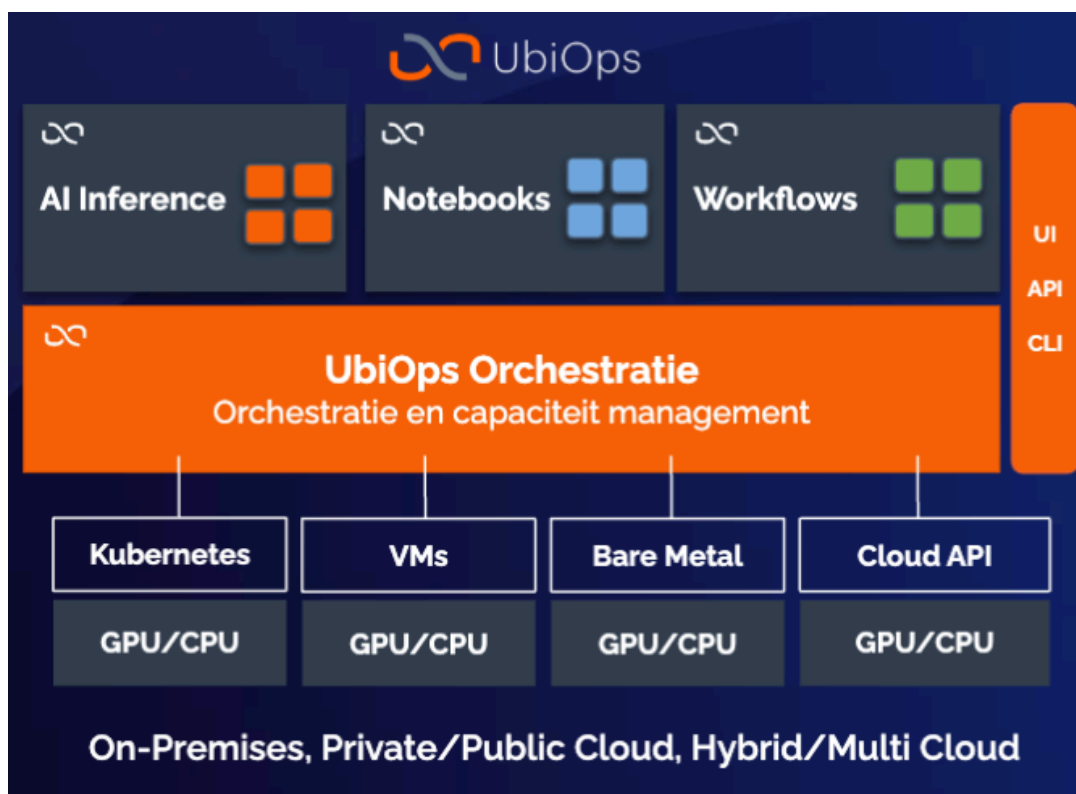 UbiOps
AI Inference
Notebooks
Workflows
UI
API
CLI
UbiOps Orchestratie
Orchestratie en capaciteit management
Kubernetes
VMs
Bare Metal
Cloud API
GPU/CPU
GPU/CPU
GPU/CPU
GPU/CPU
On-Premises, Private/Public Cloud, Hybrid/Multi Cloud